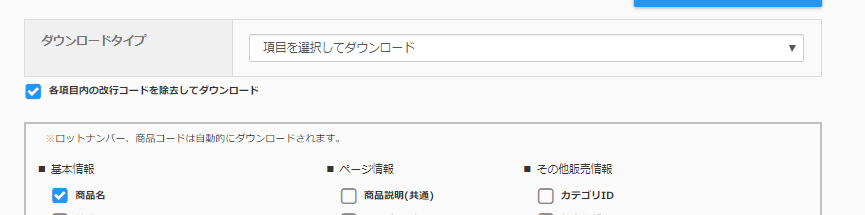 ダウンロードタイプ
項目を選択してダウンロード
各項目内の改行コードを除去してダウンロード
※ロットナンバー、商品コードは自動的にダウンロードされます。
■ 基本情報
■ ページ情報
■ その他販売情報
商品名
商品説明(共通)
カテゴリID